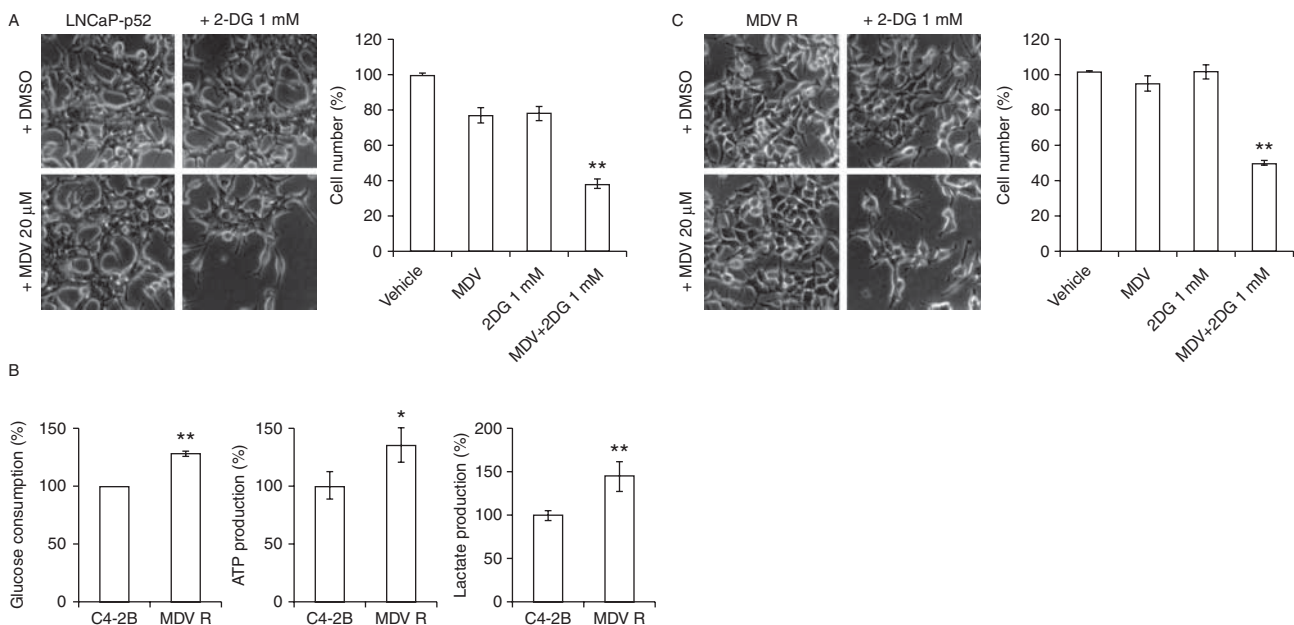 A
LNCaP-p52
+ 2-DG 1 mM
+ DMSO
+ MDV 20 µM
Cell number (%)
120
100
80
60
40
20
0
**
Vehicle
MDV
2DG 1 mM
MDV+2DG 1 mM
C
MDV R
+ 2-DG 1 mM
+ DMSO
+ MDV 20 µM
Cell number (%)
120
100
80
60
40
20
0
**
Vehicle
MDV
2DG 1 mM
MDV+2DG 1 mM
B
Glucose consumption (%)
150
100
50
0
**
C4-2B MDV R
ATP production (%)
150
100
50
0
*
C4-2B MDV R
Lactate production (%)
200
150
100
50
0
**
C4-2B MDV R